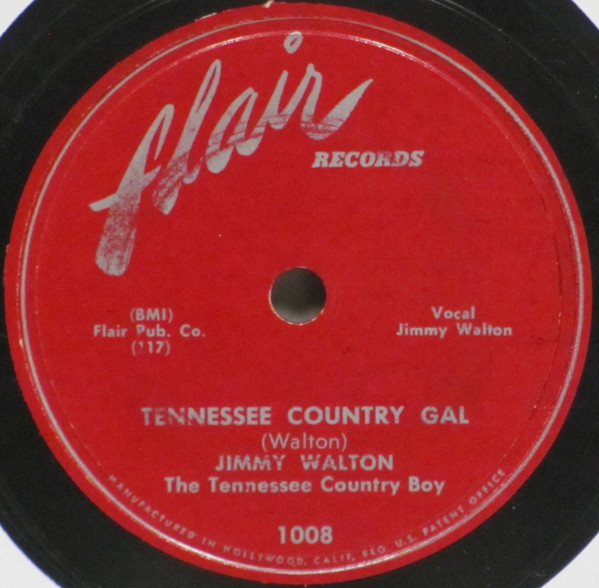 flair
RECORDS
(BMI)
Flair Pub. Co.
(117)
Vocal
Jimmy Walton
TENNESSEE COUNTRY GAL
(Walton)
JIMMY WALTON
The Tennessee Country Boy
1008
MANUFACTURED IN HOLLYWOOD, CALIF. REG. U.S. PATENT OFFICE